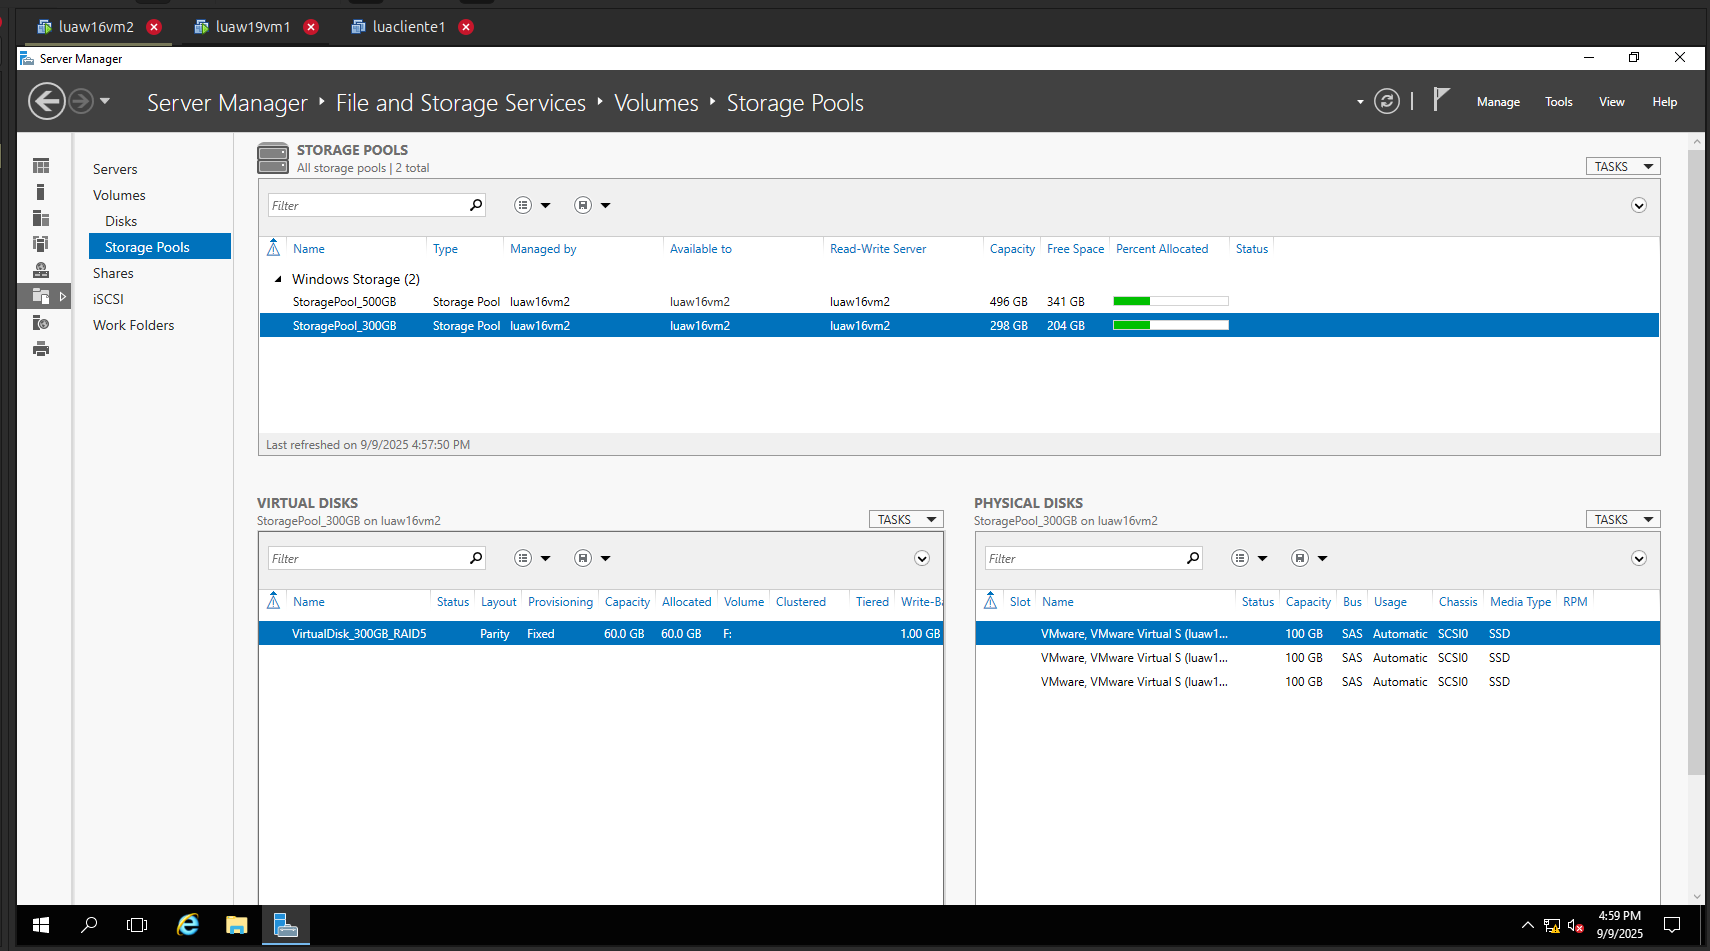 luaw16vm2 luaw19vm1 luacliente1
Server Manager
Server Manager File and Storage Services Volumes Storage Pools Manage Tools View Help
Servers
Volumes
Disks
Storage Pools
Shares
iSCSI
Work Folders
STORAGE POOLS
All storage pools | 2 total
TASKS
Filter
Name Type Managed by Available to Read-Write Server Capacity Free Space Percent Allocated Status
Windows Storage (2)
StoragePool_500GB Storage Pool luaw16vm2 luaw16vm2 luaw16vm2 496 GB 341 GB
StoragePool_300GB Storage Pool luaw16vm2 luaw16vm2 luaw16vm2 298 GB 204 GB
Last refreshed on 9/9/2025 4:57:50 PM
VIRTUAL DISKS
StoragePool_300GB on luaw16vm2
TASKS
Filter
Name Status Layout Provisioning Capacity Allocated Volume Clustered Tiered Write-Ba
VirtualDisk_300GB_RAID5 Parity Fixed 60.0 GB 60.0 GB F: 1.00 GB
PHYSICAL DISKS
StoragePool_300GB on luaw16vm2
TASKS
Filter
Slot Name Status Capacity Bus Usage Chassis Media Type RPM
VMware, VMware Virtual S (luaw1... 100 GB SAS Automatic SCSI0 SSD
VMware, VMware Virtual S (luaw1... 100 GB SAS Automatic SCSI0 SSD
VMware, VMware Virtual S (luaw1... 100 GB SAS Automatic SCSI0 SSD
4:59 PM
9/9/2025